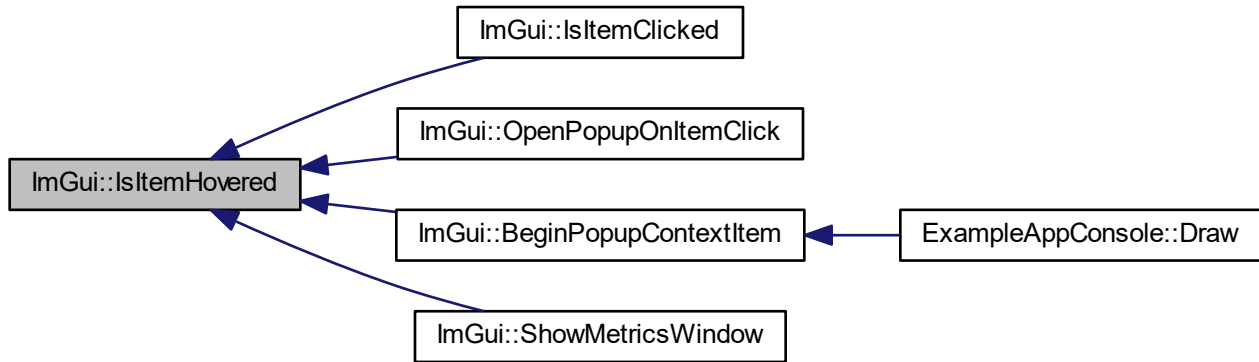 ImGui::IsItemClicked
ImGui::OpenPopupOnItemClick
ImGui::IsItemHovered
ImGui::BeginPopupContextItem
ExampleAppConsole::Draw
ImGui::ShowMetricsWindow